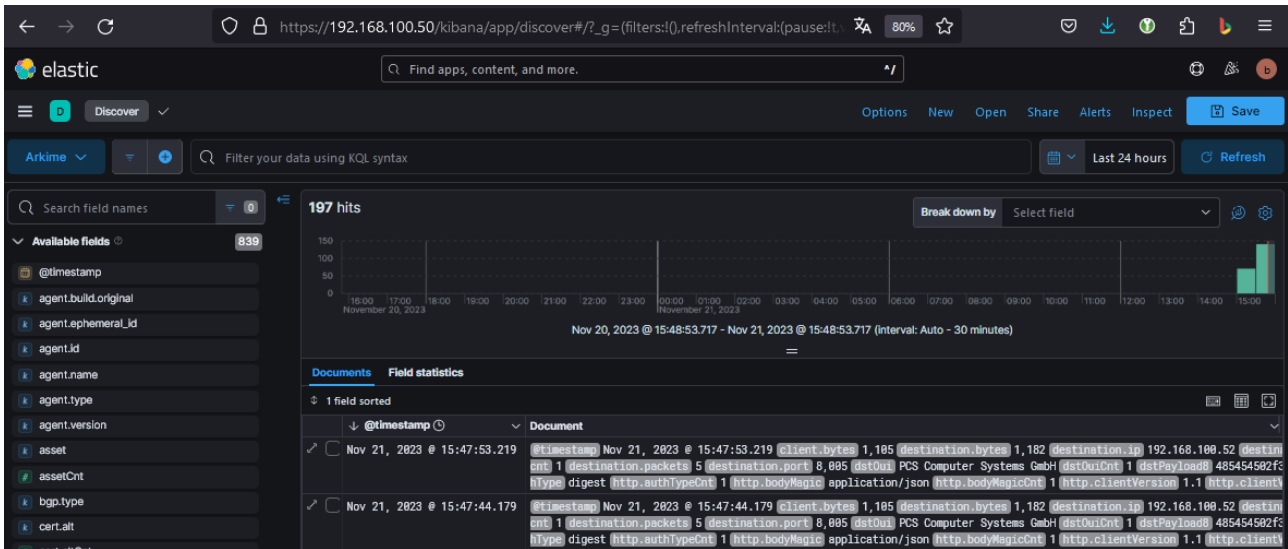 https://192.168.100.50/kibana/app/discover#/?_g=(filters:!(),refreshInterval:(pause:!t,v 80%
elastic Find apps, content, and more. ^/ b
D Discover Options New Open Share Alerts Inspect Save
Arkime Filter your data using KQL syntax Last 24 hours Refresh
Search field names 0 197 hits Break down by Select field
Available fields 839
150
100
50
0
16:00 17:00 18:00 19:00 20:00 21:00 22:00 23:00 00:00 01:00 02:00 03:00 04:00 05:00 06:00 07:00 08:00 09:00 10:00 11:00 12:00 13:00 14:00 15:00
November 20, 2023 November 21, 2023
Nov 20, 2023 @ 15:48:53.717 - Nov 21, 2023 @ 15:48:53.717 (interval: Auto - 30 minutes)
@timestamp
agent.build.original
agent.ephemeral_id
agent.id
agent.name
agent.type
agent.version
asset
assetCnt
bgp.type
cert.alt
Documents Field statistics
1 field sorted
@timestamp Document
Nov 21, 2023 @ 15:47:53.219 @timestamp Nov 21, 2023 @ 15:47:53.219 client.bytes 1,105 destination.bytes 1,182 destination.ip 192.168.100.52 destin
cnt 1 destination.packets 5 destination.port 8,005 dstOui PCS Computer Systems GmbH dstOuiCnt 1 dstPayload8 485454502f3
hType digest http.authTypeCnt 1 http.bodyMagic application/json http.bodyMagicCnt 1 http.clientVersion 1.1 http.clientV
Nov 21, 2023 @ 15:47:44.179 @timestamp Nov 21, 2023 @ 15:47:44.179 client.bytes 1,105 destination.bytes 1,182 destination.ip 192.168.100.52 destin
cnt 1 destination.packets 5 destination.port 8,005 dstOui PCS Computer Systems GmbH dstOuiCnt 1 dstPayload8 485454502f3
hType digest http.authTypeCnt 1 http.bodyMagic application/json http.bodyMagicCnt 1 http.clientVersion 1.1 http.clientV